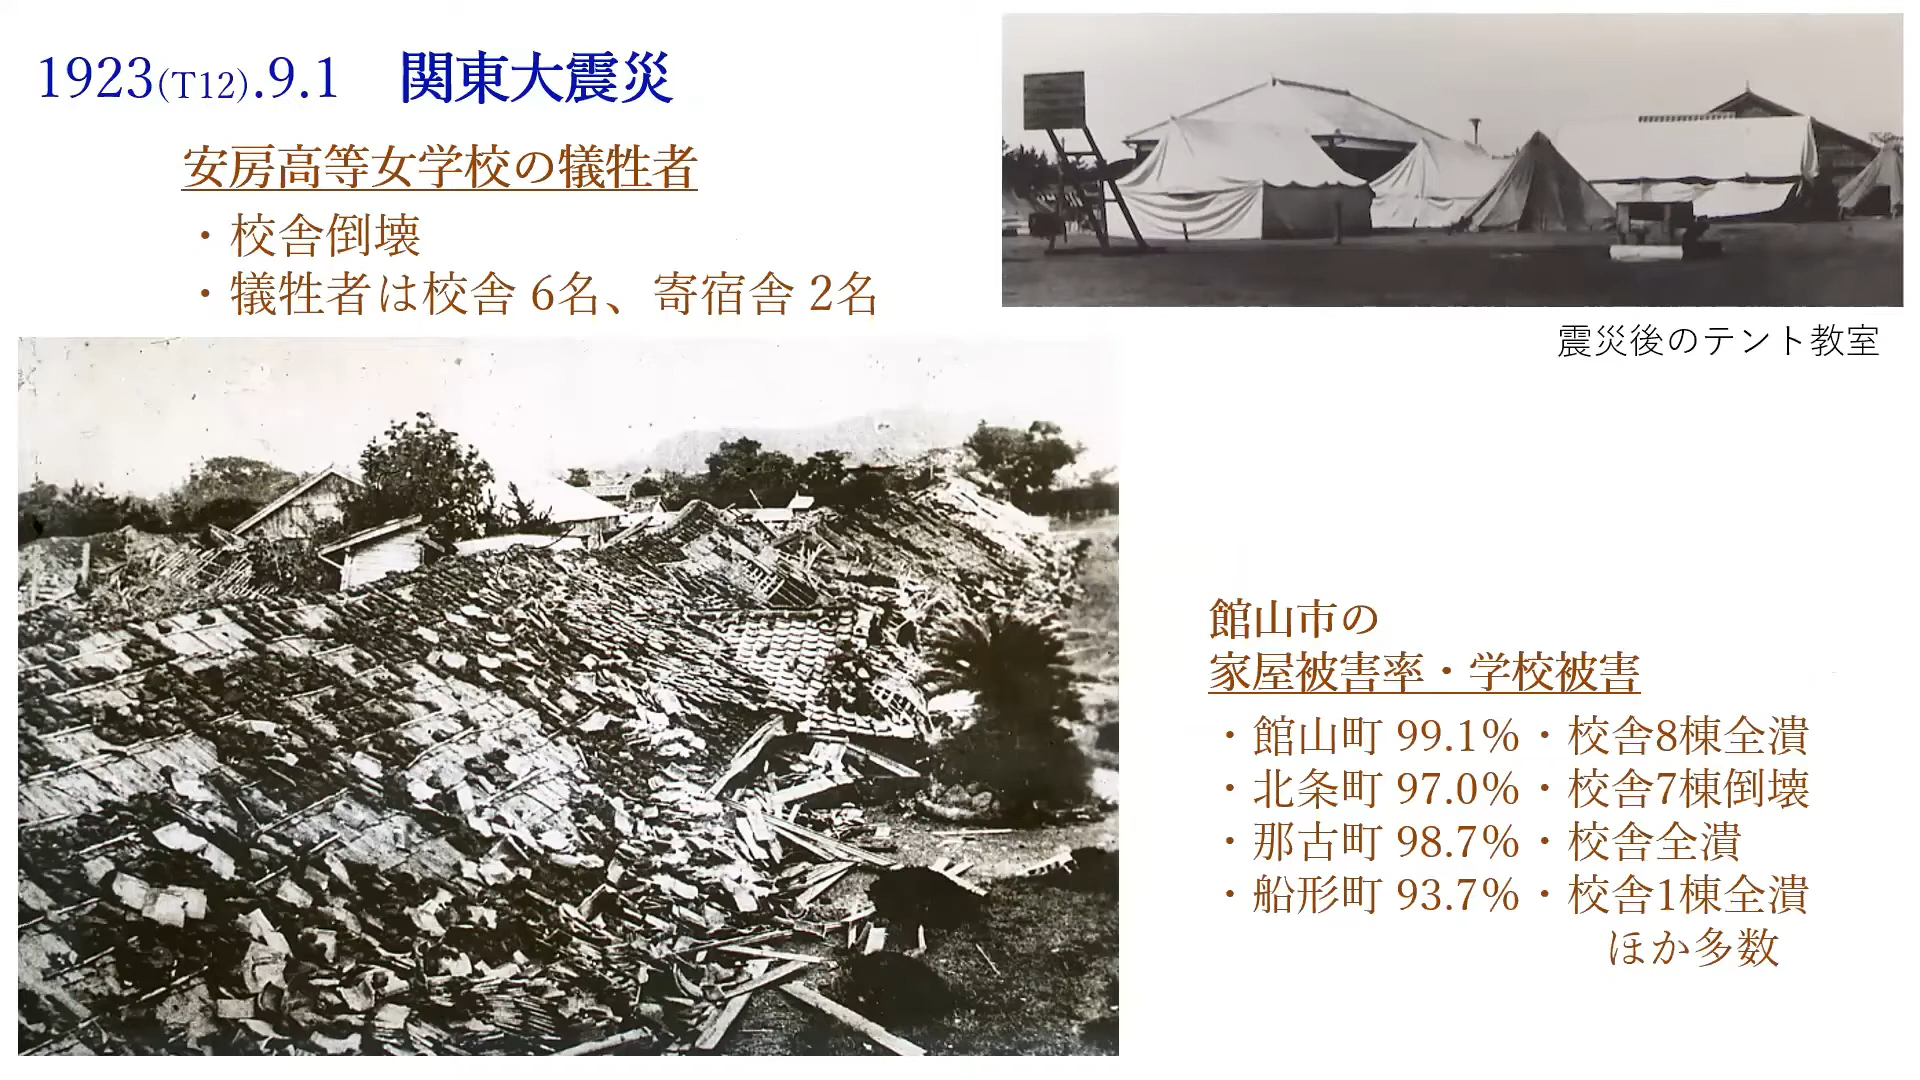 1923(T12).9.1　関東大震災
安房高等女学校の犠牲者
・校舎倒壊
・犠牲者は校舎 6名、寄宿舎 2名
震災後のテント教室
館山市の
家屋被害率・学校被害
・館山町 99.1%・校舎8棟全潰
・北条町 97.0%・校舎7棟倒壊
・那古町 98.7%・校舎全潰
・船形町 93.7%・校舎1棟全潰
ほか多数